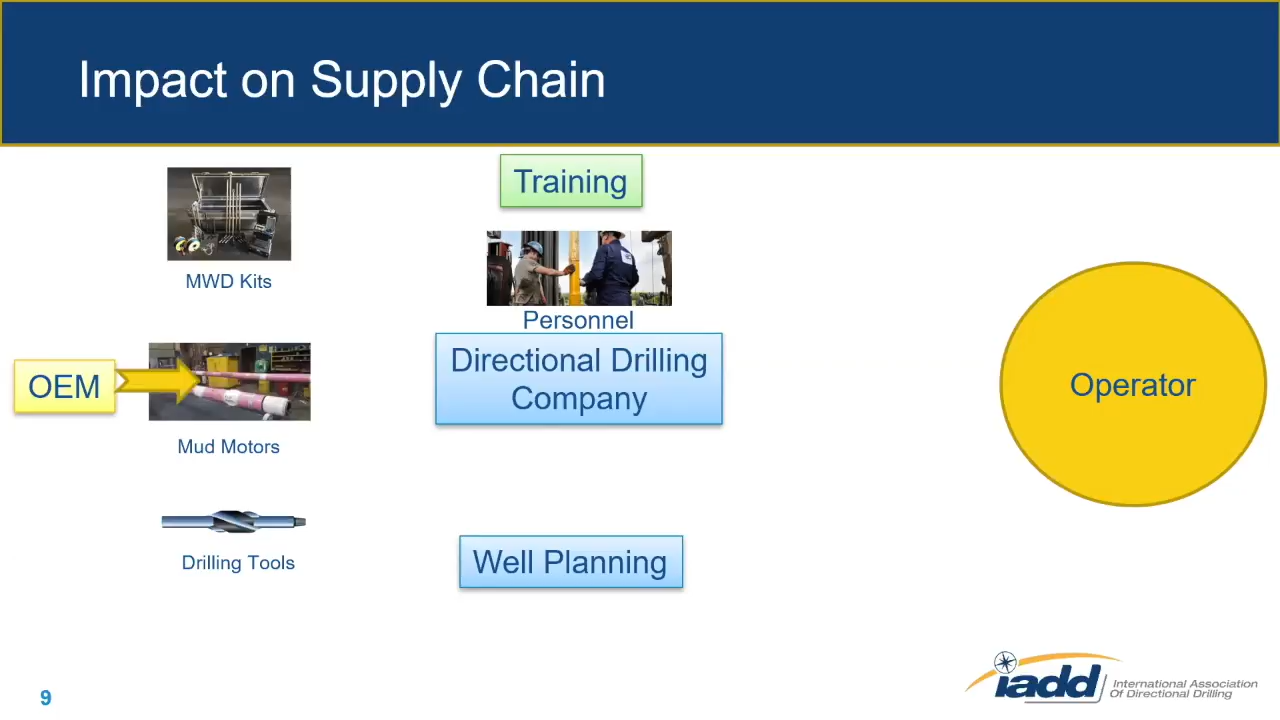 Impact on Supply Chain
Training
MWD Kits
Personnel
Directional Drilling
Company
OEM
Operator
Mud Motors
Drilling Tools
Well Planning
9
iadd
International Association
Of Directional Drilling